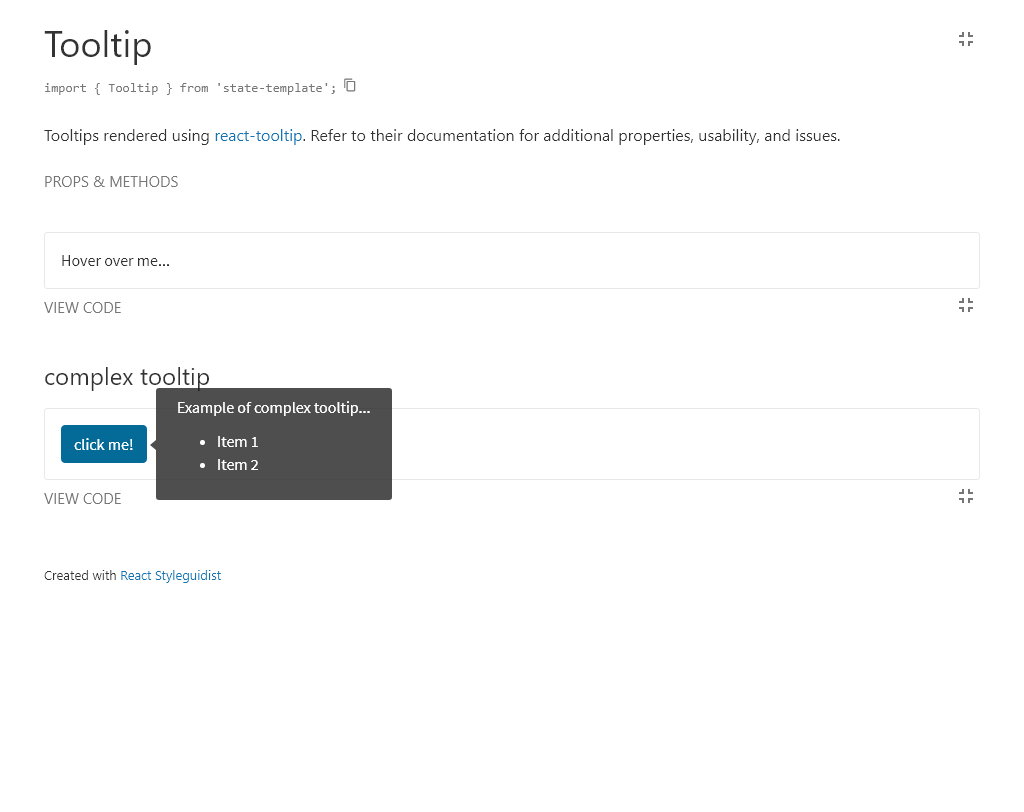 Tooltip
import { Tooltip } from 'state-template';
Tooltips rendered using react-tooltip. Refer to their documentation for additional properties, usability, and issues.
PROPS & METHODS
Hover over me...
VIEW CODE
complex tooltip
click me!
Example of complex tooltip...
• Item 1
• Item 2
VIEW CODE
Created with React Styleguidist